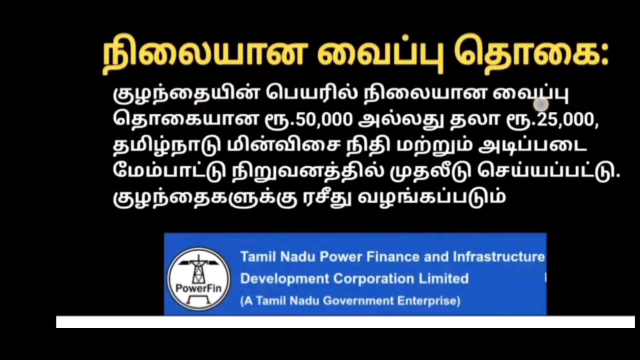 நிலையான வைப்பு தொகை:
குழந்தையின் பெயரில் நிலையான வைப்பு
தொகையான ரூ.50,000 அல்லது தலா ரூ.25,000,
தமிழ்நாடு மின்விசை நிதி மற்றும் அடிப்படை
மேம்பாட்டு நிறுவனத்தில் முதலீடு செய்யப்பட்டு.
குழந்தைகளுக்கு ரசீது வழங்கப்படும்
Tamil Nadu Power Finance and Infrastructure
Development Corporation Limited
(A Tamil Nadu Government Enterprise)
PowerFin